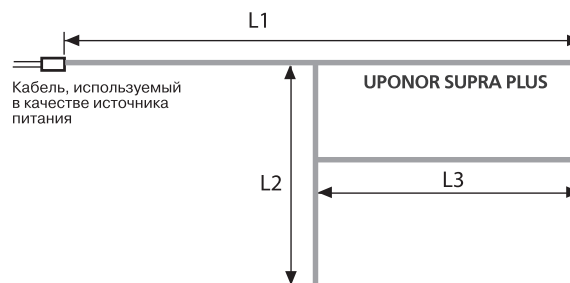 L1
Кабель, используемый
в качестве источника
питания
UPONOR SUPRA PLUS
L2
L3